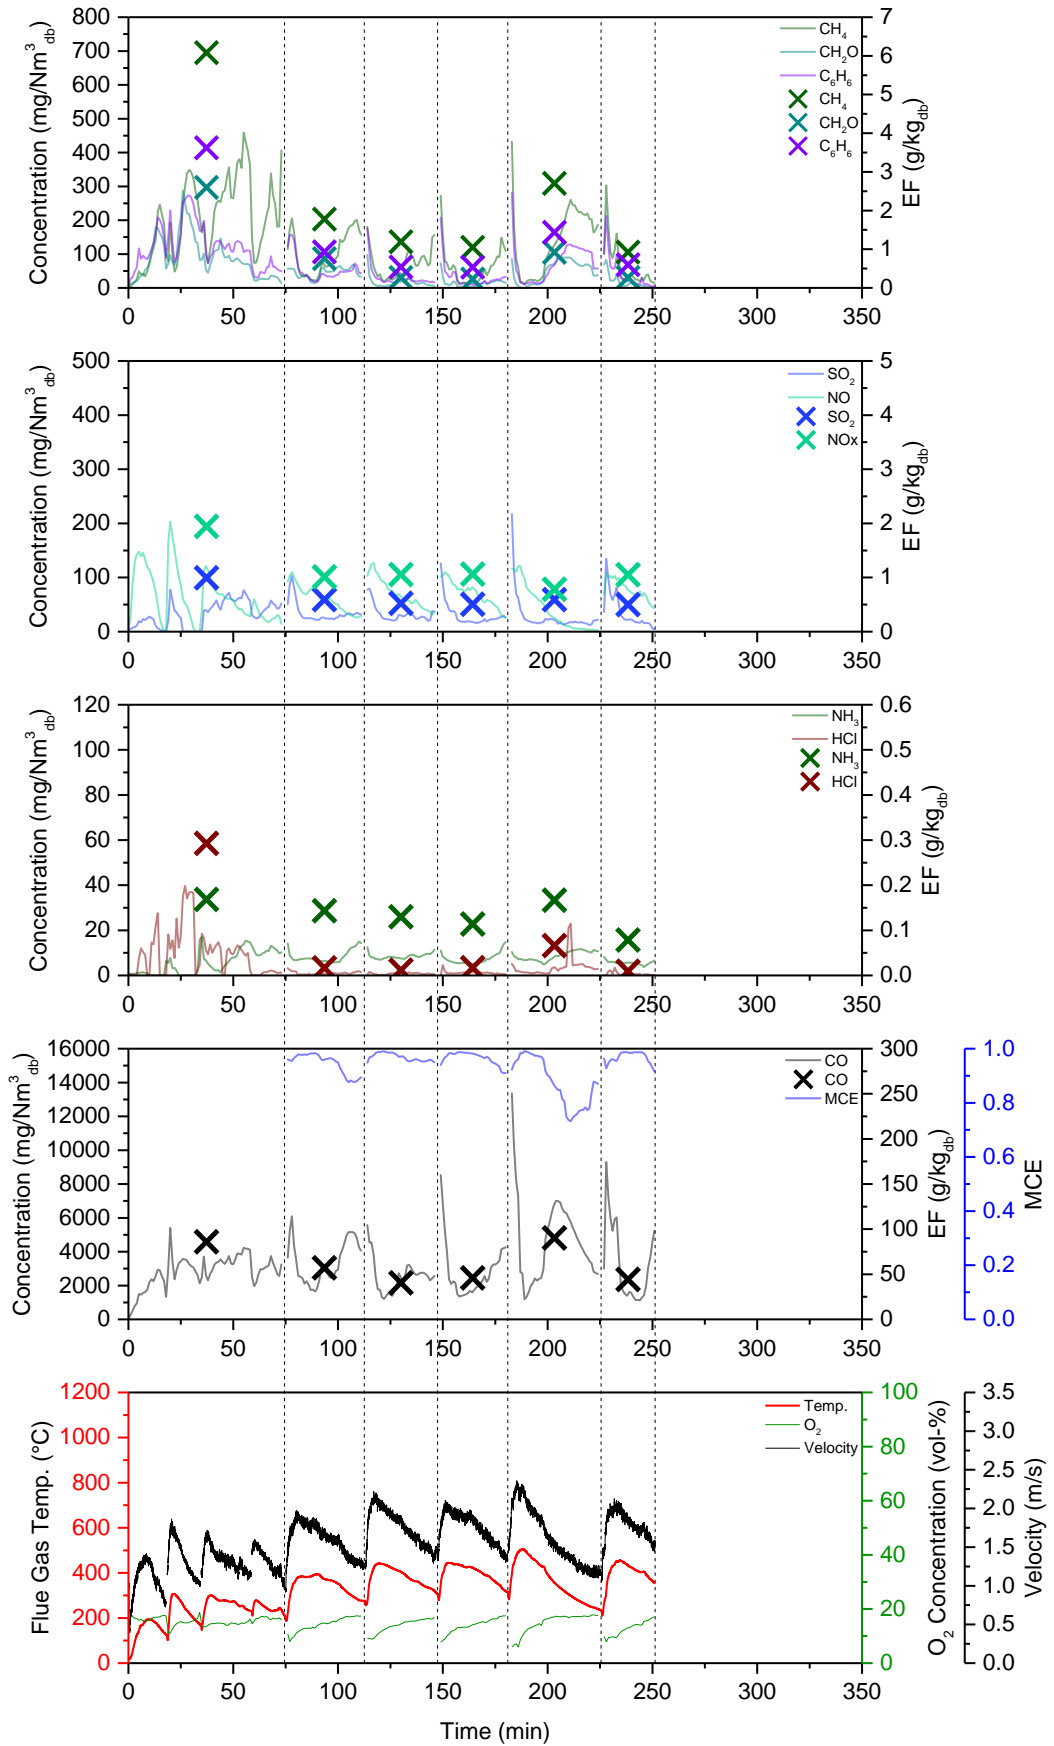 800
700
600
500
400
300
200
100
0
Concentration (mg/Nm³db)
7
6
5
4
3
2
1
0
EF (g/kgdb)
CH₄
CH₂O
C₆H₆
CH₄
CH₂O
C₆H₆
0 50 100 150 200 250 300 350
500
400
300
200
100
0
Concentration (mg/Nm³db)
5
4
3
2
1
0
EF (g/kgdb)
SO₂
NO
SO₂
NOx
0 50 100 150 200 250 300 350
120
100
80
60
40
20
0
Concentration (mg/Nm³db)
0.6
0.5
0.4
0.3
0.2
0.1
0.0
EF (g/kgdb)
NH₃
HCl
NH₃
HCl
0 50 100 150 200 250 300 350
16000
14000
12000
10000
8000
6000
4000
2000
0
Concentration (mg/Nm³db)
300
250
200
150
100
50
0
EF (g/kgdb)
1.0
0.8
0.6
0.4
0.2
0.0
MCE
CO
CO
MCE
0 50 100 150 200 250 300 350
1200
1000
800
600
400
200
0
Flue Gas Temp. (°C)
100
80
60
40
20
0
O₂ Concentration (vol-%)
3.5
3.0
2.5
2.0
1.5
1.0
0.5
0.0
Velocity (m/s)
Temp.
O₂
Velocity
0 50 100 150 200 250 300 350
Time (min)